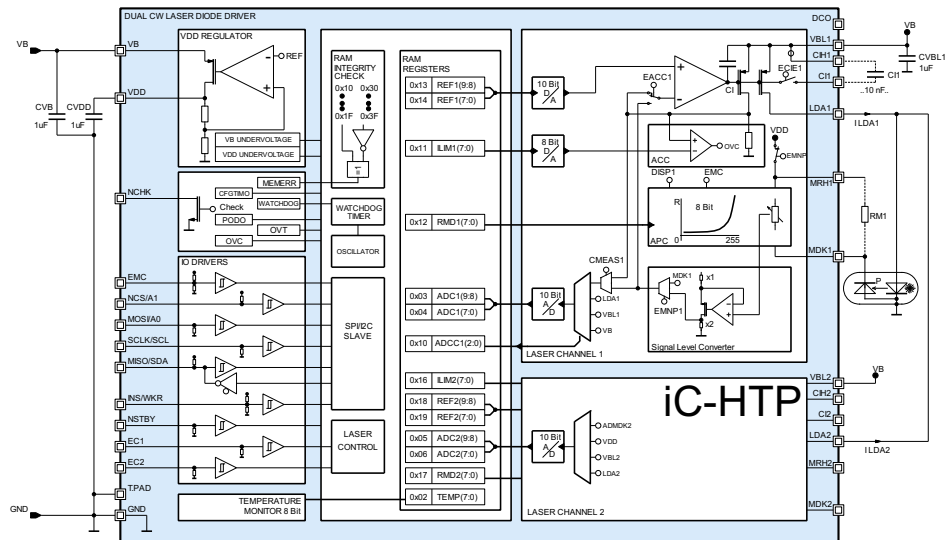 DUAL CW LASER DIODE DRIVER
VB
VB
VDD
CVB
1uF
CVDD
1uF
NCHK
EMC
NCS/A1
MOSI/A0
SCLK/SCL
MISO/SDA
INS/WKR
NSTBY
EC1
EC2
T.PAD
GND
GND
VDD REGULATOR
REF
VB UNDERVOLTAGE
VDD UNDERVOLTAGE
MEMERR
CFGTIMO
Check
WATCHDOG
PODO
OVT
OVC
IO DRIVERS
TEMPERATURE
MONITOR 8 Bit
RAM
INTEGRITY
CHECK
0x10 0x30
0x1F 0x3F
=1
WATCHDOG
TIMER
OSCILLATOR
SPI/I2C
SLAVE
LASER
CONTROL
RAM
REGISTERS
0x13 REF1(9:8)
0x14 REF1(7:0)
0x11 ILIM1(7:0)
0x12 RMD1(7:0)
0x03 ADC1(9:8)
0x04 ADC1(7:0)
0x10 ADCC1(2:0)
0x16 ILIM2(7:0)
0x18 REF2(9:8)
0x19 REF2(7:0)
0x05 ADC2(9:8)
0x06 ADC2(7:0)
0x17 RMD2(7:0)
0x02 TEMP(7:0)
10 Bit
D
A
8 Bit
D
A
10 Bit
A
D
10 Bit
A
D
EACC1
CI
ECIE1
ACC
OVC
VDD
EMNP
DISP1
EMC
R
8 Bit
APC
0
255
CMEAS1
LDA1
VBL1
VB
MDK1
EMNP1
x1
x2
Signal Level Converter
LASER CHANNEL 1
iC-HTP
ADMDK2
VDD
VBL2
LDA2
LASER CHANNEL 2
DCO
VBL1
CIH1
CI1
LDA1
MRH1
MDK1
VBL2
CIH2
CI2
LDA2
MRH2
MDK2
VB
CVBL1
1uF
CI1
..10 nF..
ILDA1
RM1
P
VB
ILDA2